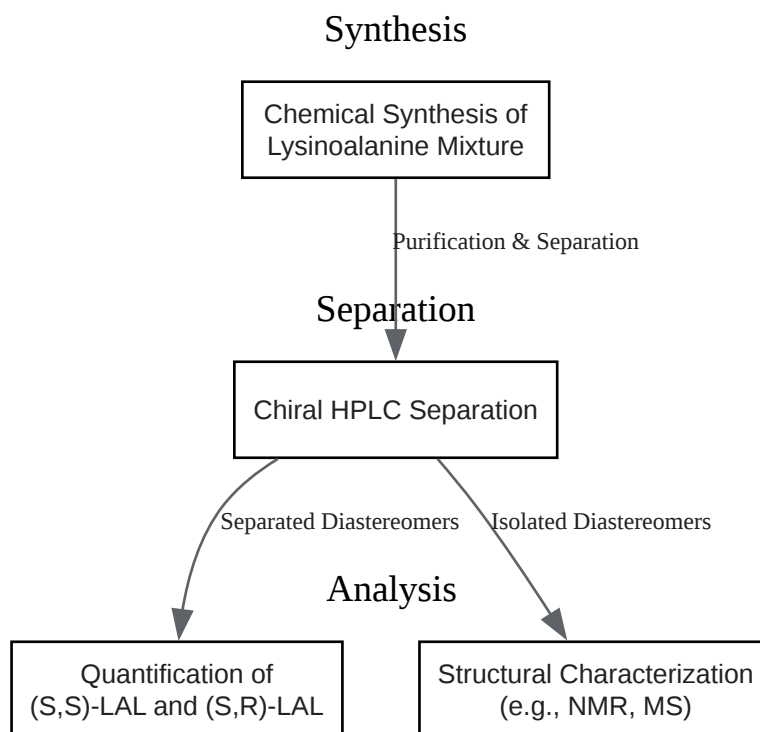 Synthesis
Chemical Synthesis of
Lysinoalanine Mixture
Purification & Separation
Separation
Chiral HPLC Separation
Separated Diastereomers
Isolated Diastereomers
Analysis
Quantification of
(S,S)-LAL and (S,R)-LAL
Structural Characterization
(e.g., NMR, MS)